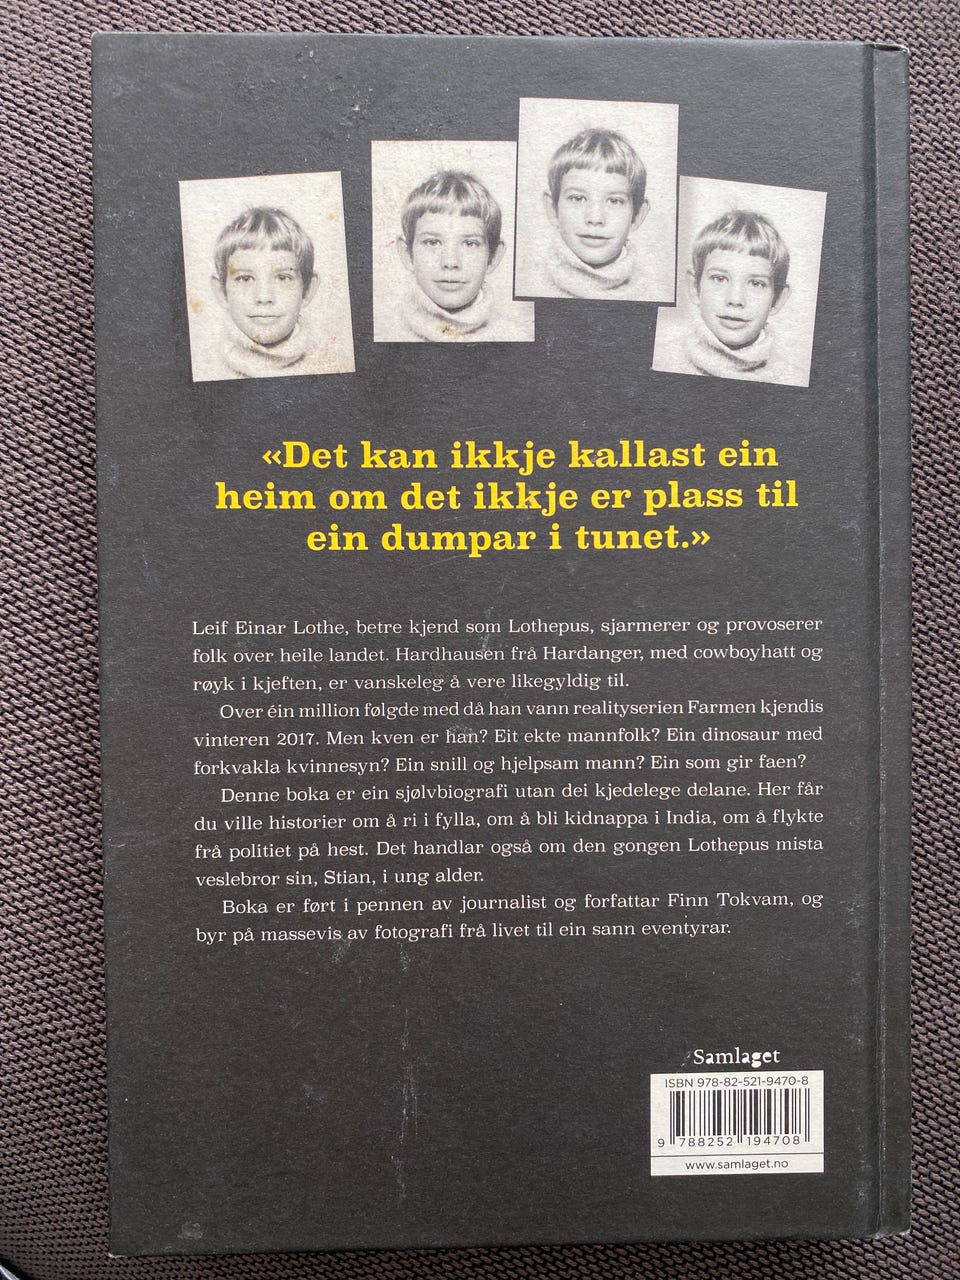 «Det kan ikkje kallast ein
heim om det ikkje er plass til
ein dumpar i tunet.»
Leif Einar Lothe, betre kjend som Lothepus, sjarmerer og provoserer
folk over heile landet. Hardhausen frå Hardanger, med cowboyhatt og
røyk i kjeften, er vanskeleg å vere likegyldig til.
Over éin million følgde med då han vann realityserien Farmen kjendis
vinteren 2017. Men kven er han? Eit ekte mannfolk? Ein dinosaur med
forkvakla kvinnesyn? Ein snill og hjelpsam mann? Ein som gir faen?
Denne boka er ein sjølvbiografi utan dei kjedelege delane. Her får
du ville historier om å ri i fylla, om å bli kidnappa i India, om å flykte
frå politiet på hest. Det handlar også om den gongen Lothepus mista
veslebror sin, Stian, i ung alder.
Boka er ført i pennen av journalist og forfattar Finn Tokvam, og
byr på massevis av fotografi frå livet til ein sann eventyrar.
Samlaget
ISBN 978-82-521-9470-8
9 788252 194708
www.samlaget.no